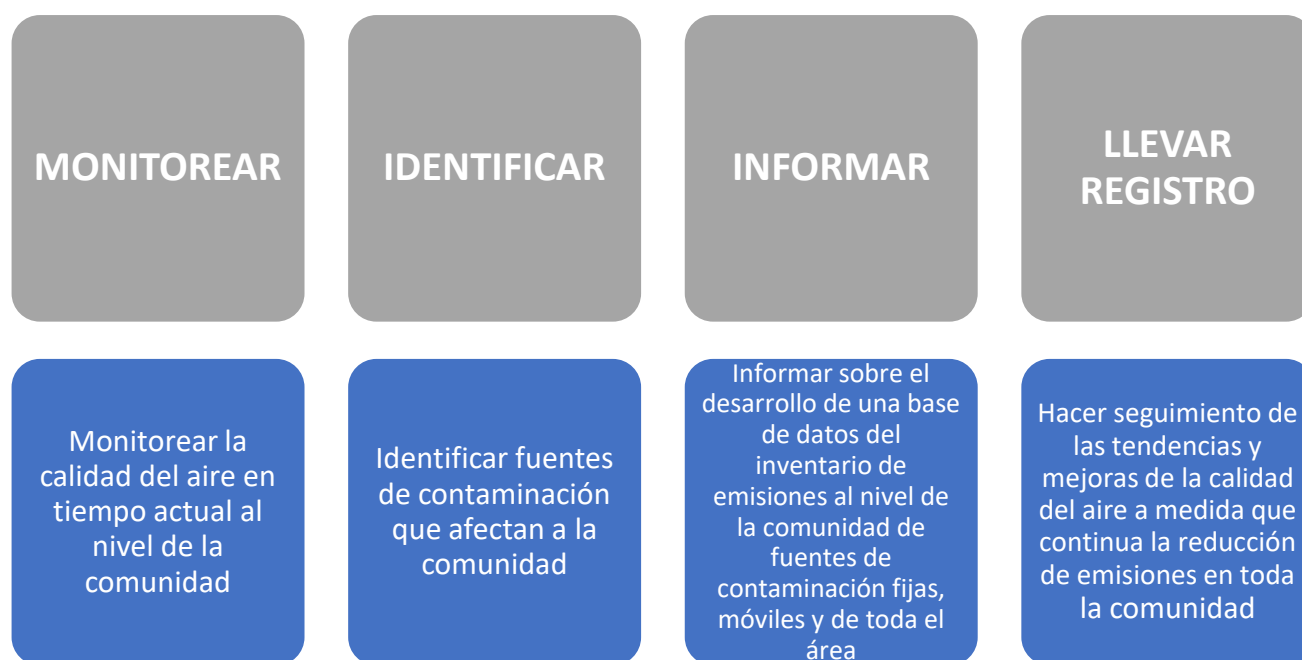 MONITOREAR
IDENTIFICAR
INFORMAR
LLEVAR
REGISTRO
Monitorear la
calidad del aire en
tiempo actual al
nivel de la
comunidad
Identificar fuentes
de contaminación
que afectan a la
comunidad
Informar sobre el
desarrollo de una base
de datos del
inventario de
emisiones al nivel de
la comunidad de
fuentes de
contaminación fijas,
móviles y de toda el
área
Hacer seguimiento de
las tendencias y
mejoras de la calidad
del aire a medida que
continua la reducción
de emisiones en toda
la comunidad